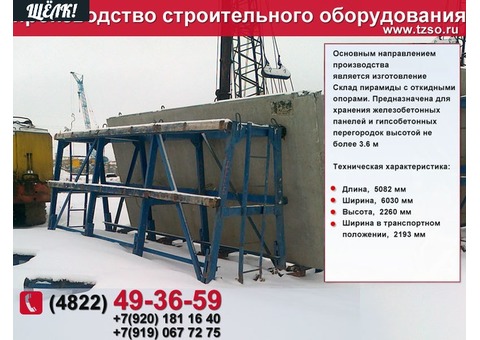 ЩЁЛК!
производство строительного оборудования
www.tzso.ru
Основным направлением
производства
является изготовление
Склад пирамиды с откидными
опорами. Предназначена для
хранения железобетонных
панелей и гипсобетонных
перегородок высотой не
более 3.6 м
Техническая характеристика:
Длина, 5082 мм
Ширина, 6030 мм
Высота, 2260 мм
Ширина в транспортном
положении, 2193 мм
(4822) 49-36-59
+7(920) 181 16 40
+7(919) 067 72 75